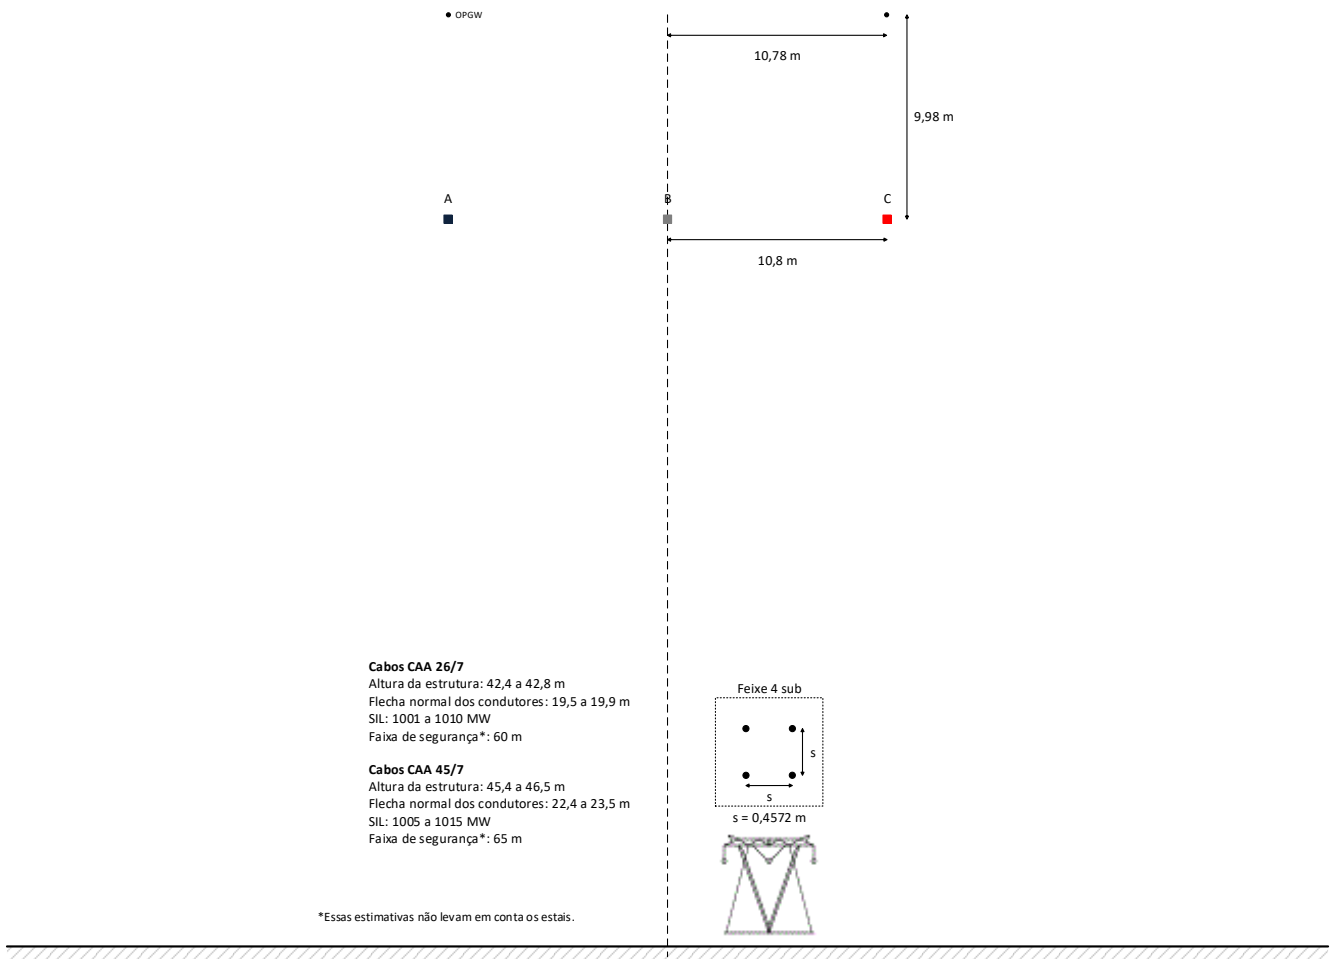 OPGW
10,78 m
9,98 m
A
B
C
10,8 m
Cabos CAA 26/7
Altura da estrutura: 42,4 a 42,8 m
Flecha normal dos condutores: 19,5 a 19,9 m
SIL: 1001 a 1010 MW
Faixa de segurança*: 60 m
Cabos CAA 45/7
Altura da estrutura: 45,4 a 46,5 m
Flecha normal dos condutores: 22,4 a 23,5 m
SIL: 1005 a 1015 MW
Faixa de segurança*: 65 m
Feixe 4 sub
s
s
s = 0,4572 m
*Essas estimativas não levam em conta os estais.